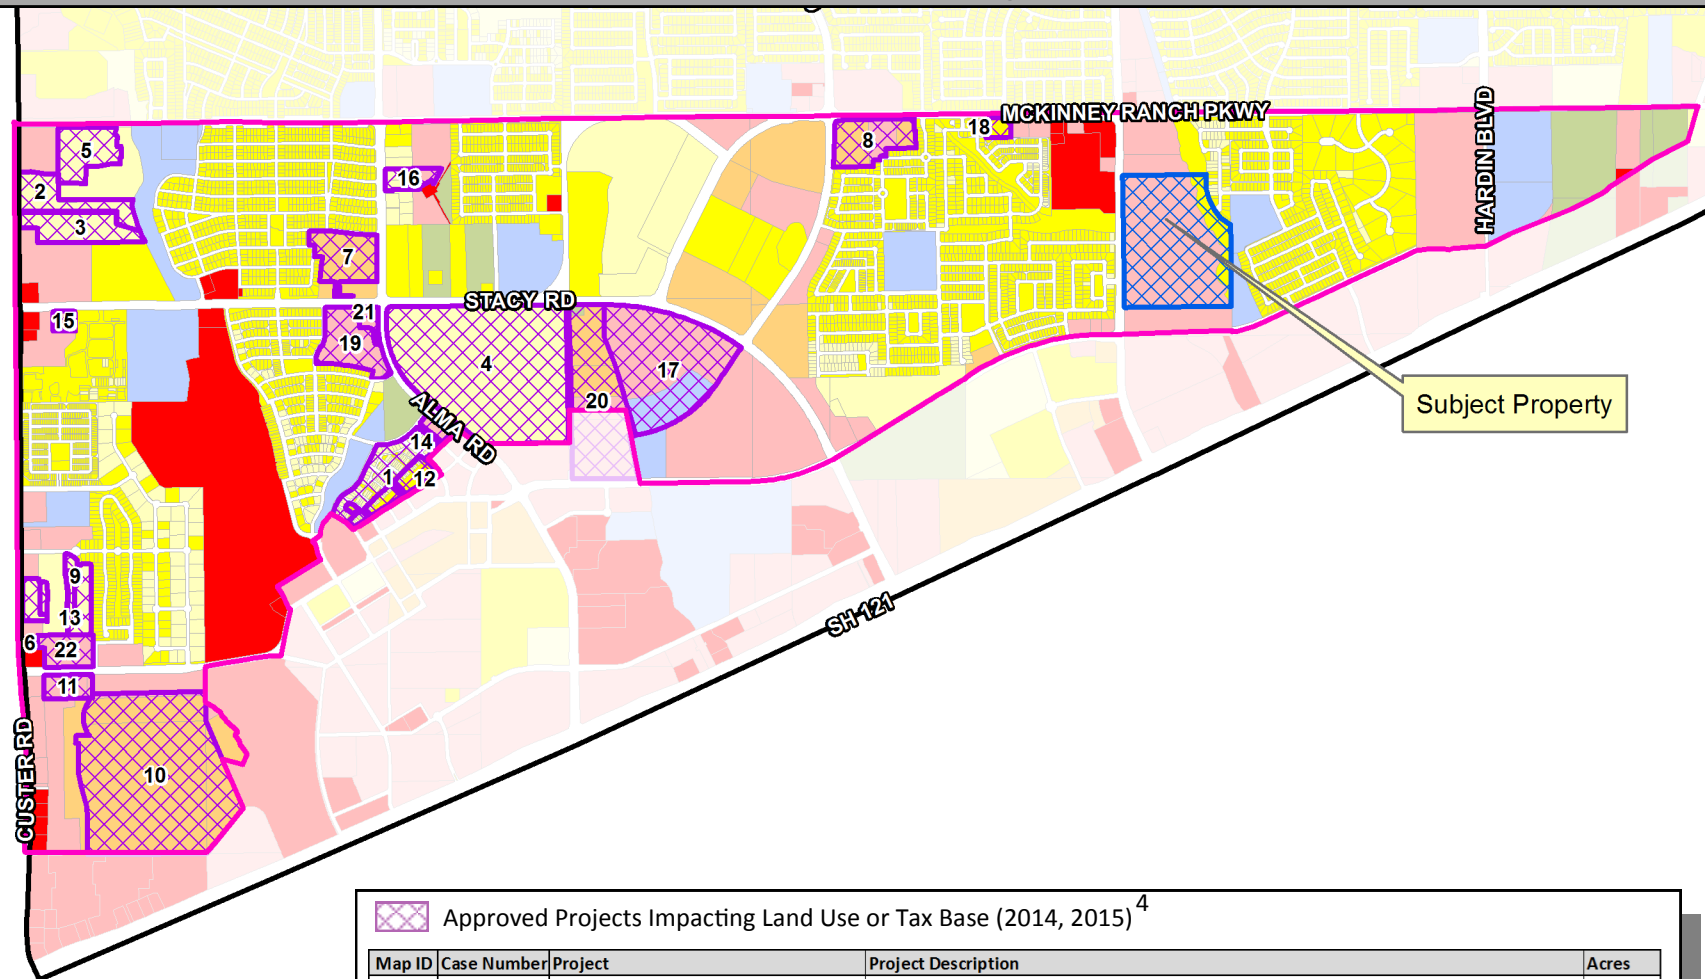 MCKINNEY RANCH PKWY
HARDIN BLVD
5
8
18
16
2
3
7
STACY RD
15
21
19
4
17
20
Subject Property
ALMA RD
14
1
12
9
13
6
22
SH 121
11
CUSTER RD
10
Approved Projects Impacting Land Use or Tax Base (2014, 2015) 4
Map ID Case Number Project Project Description Acres